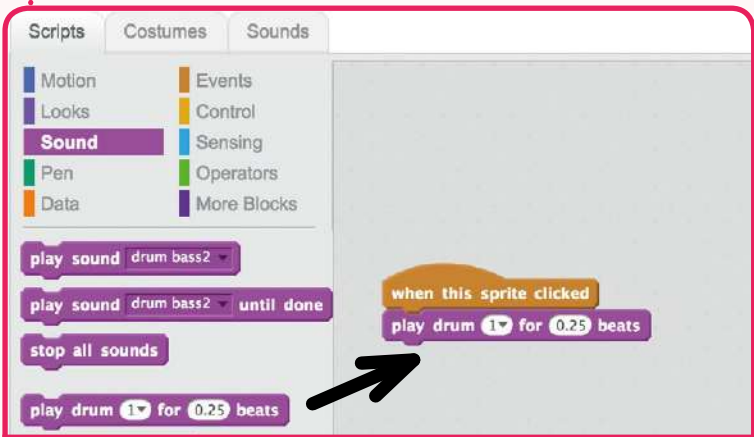 Scripts Costumes Sounds
Motion Events
Looks Control
Sound Sensing
Pen Operators
Data More Blocks
play sound drum bass2
play sound drum bass2 until done
stop all sounds
play drum 1 for 0.25 beats
when this sprite clicked
play drum 1 for 0.25 beats